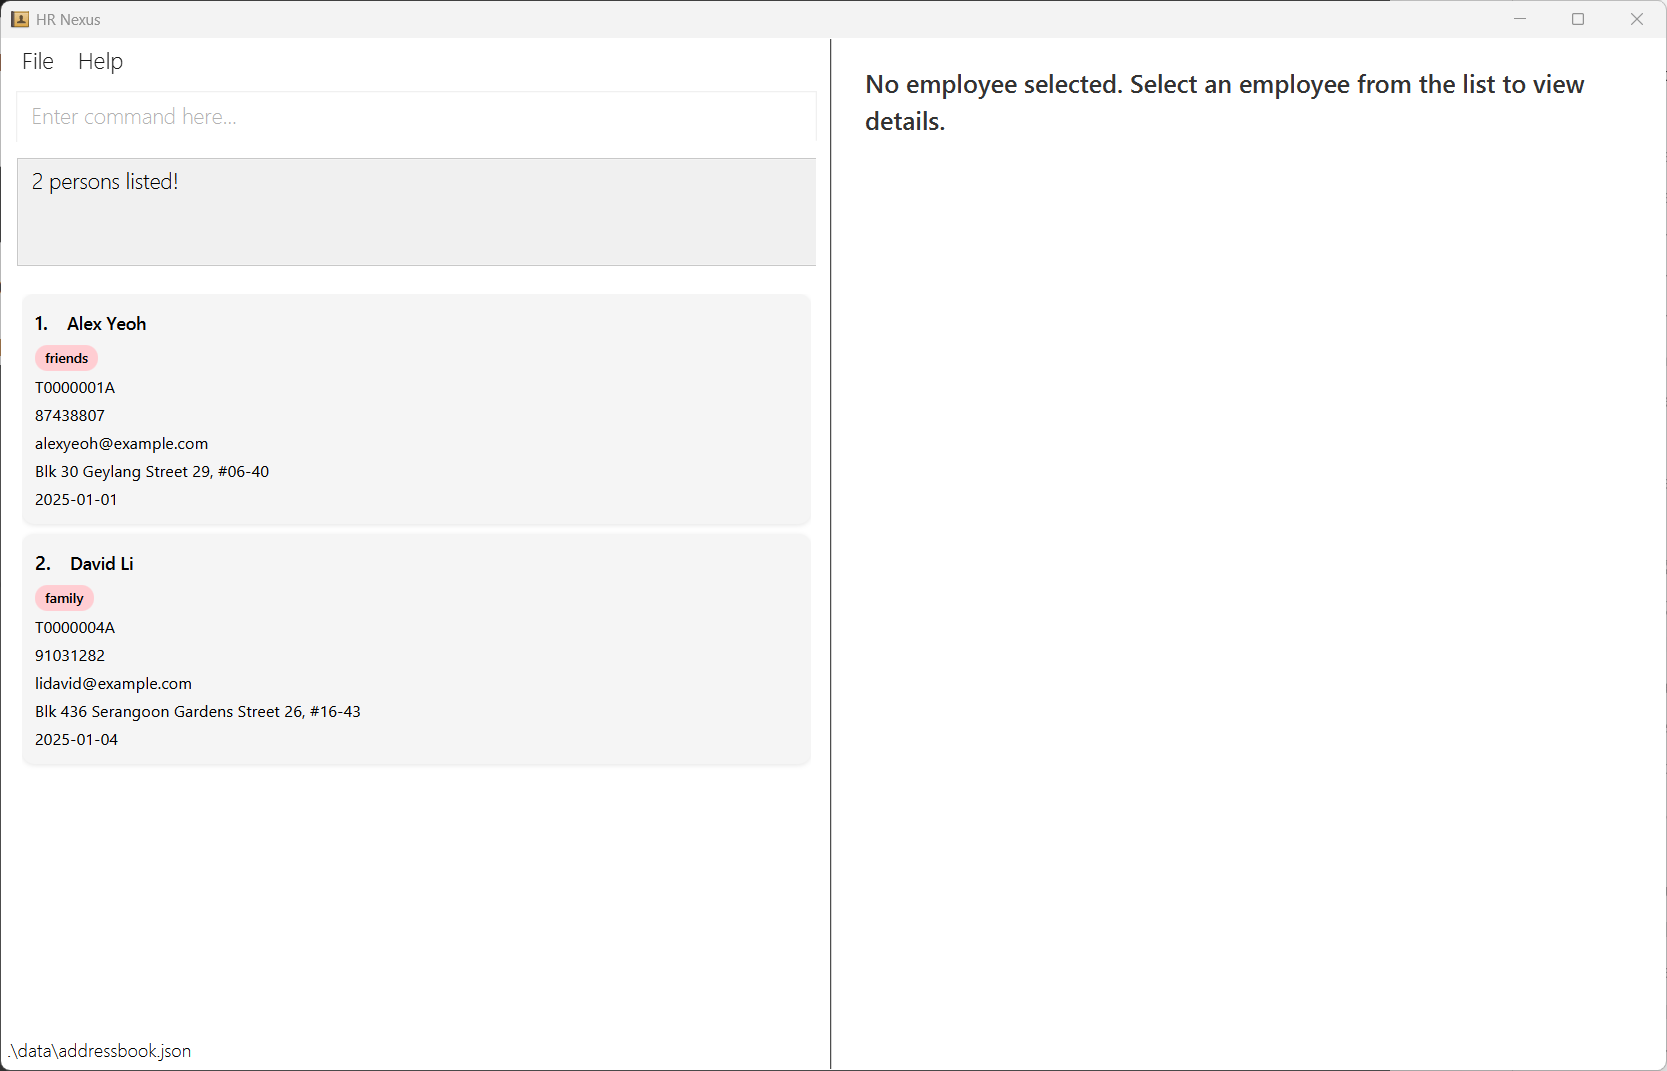 HR Nexus
File Help
Enter command here...
2 persons listed!
1. Alex Yeoh
friends
T0000001A
87438807
alexyeoh@example.com
Blk 30 Geylang Street 29, #06-40
2025-01-01
2. David Li
family
T0000004A
91031282
lidavid@example.com
Blk 436 Serangoon Gardens Street 26, #16-43
2025-01-04
.\data\addressbook.json
No employee selected. Select an employee from the list to view
details.